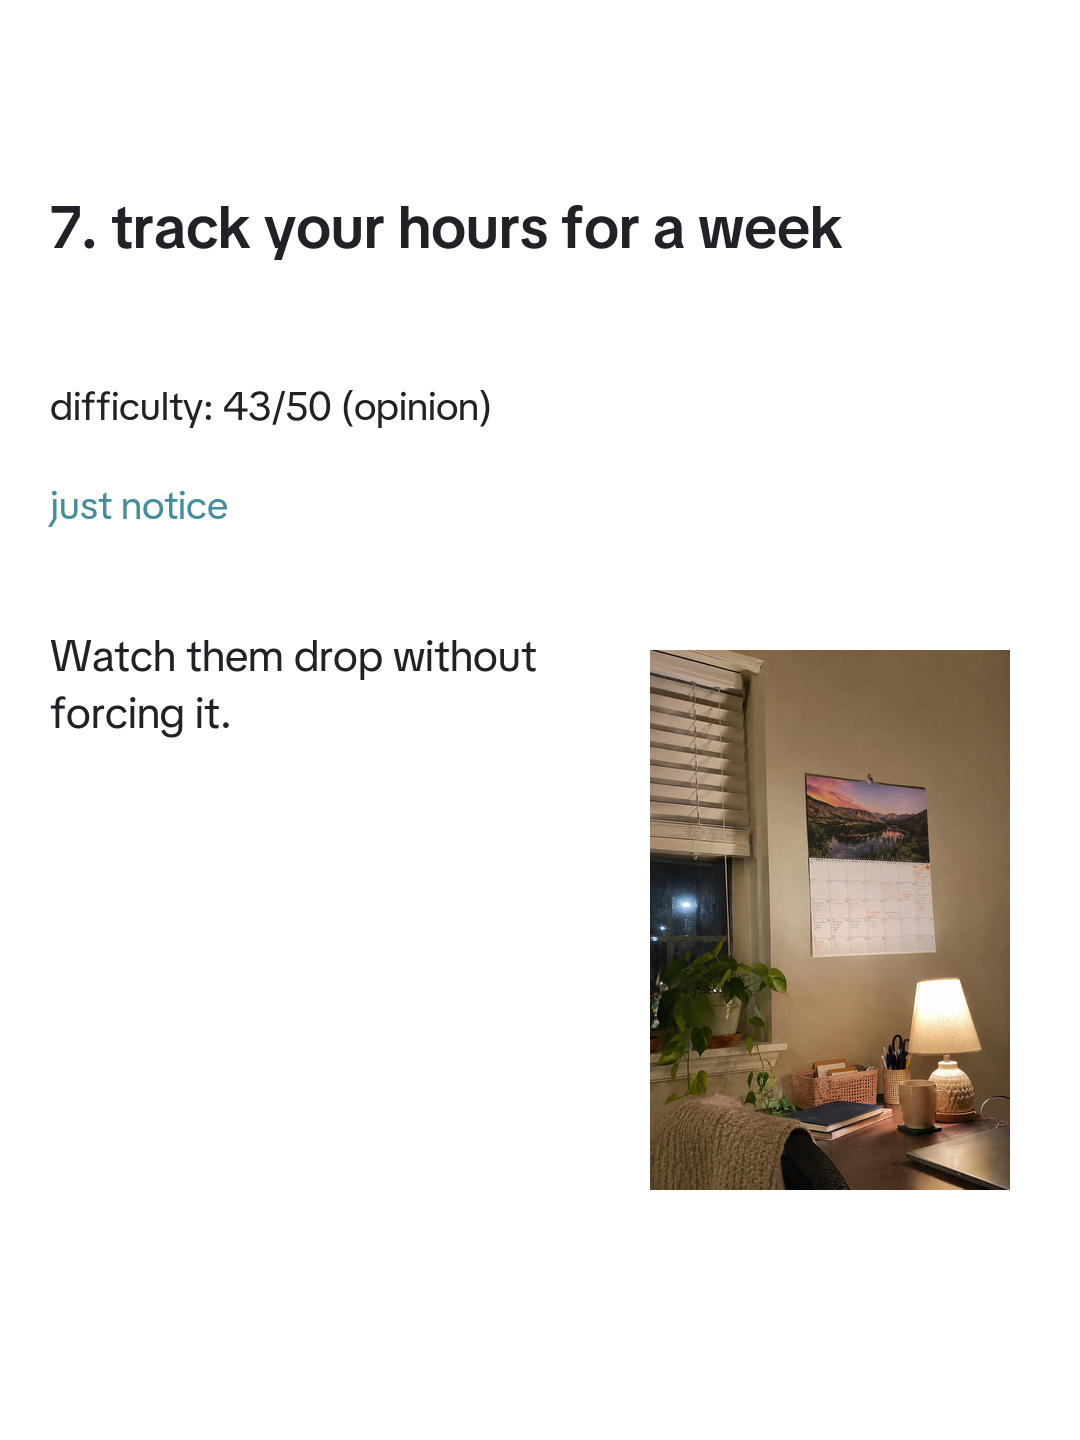 7. track your hours for a week
difficulty: 43/50 (opinion)
just notice
Watch them drop without
forcing it.